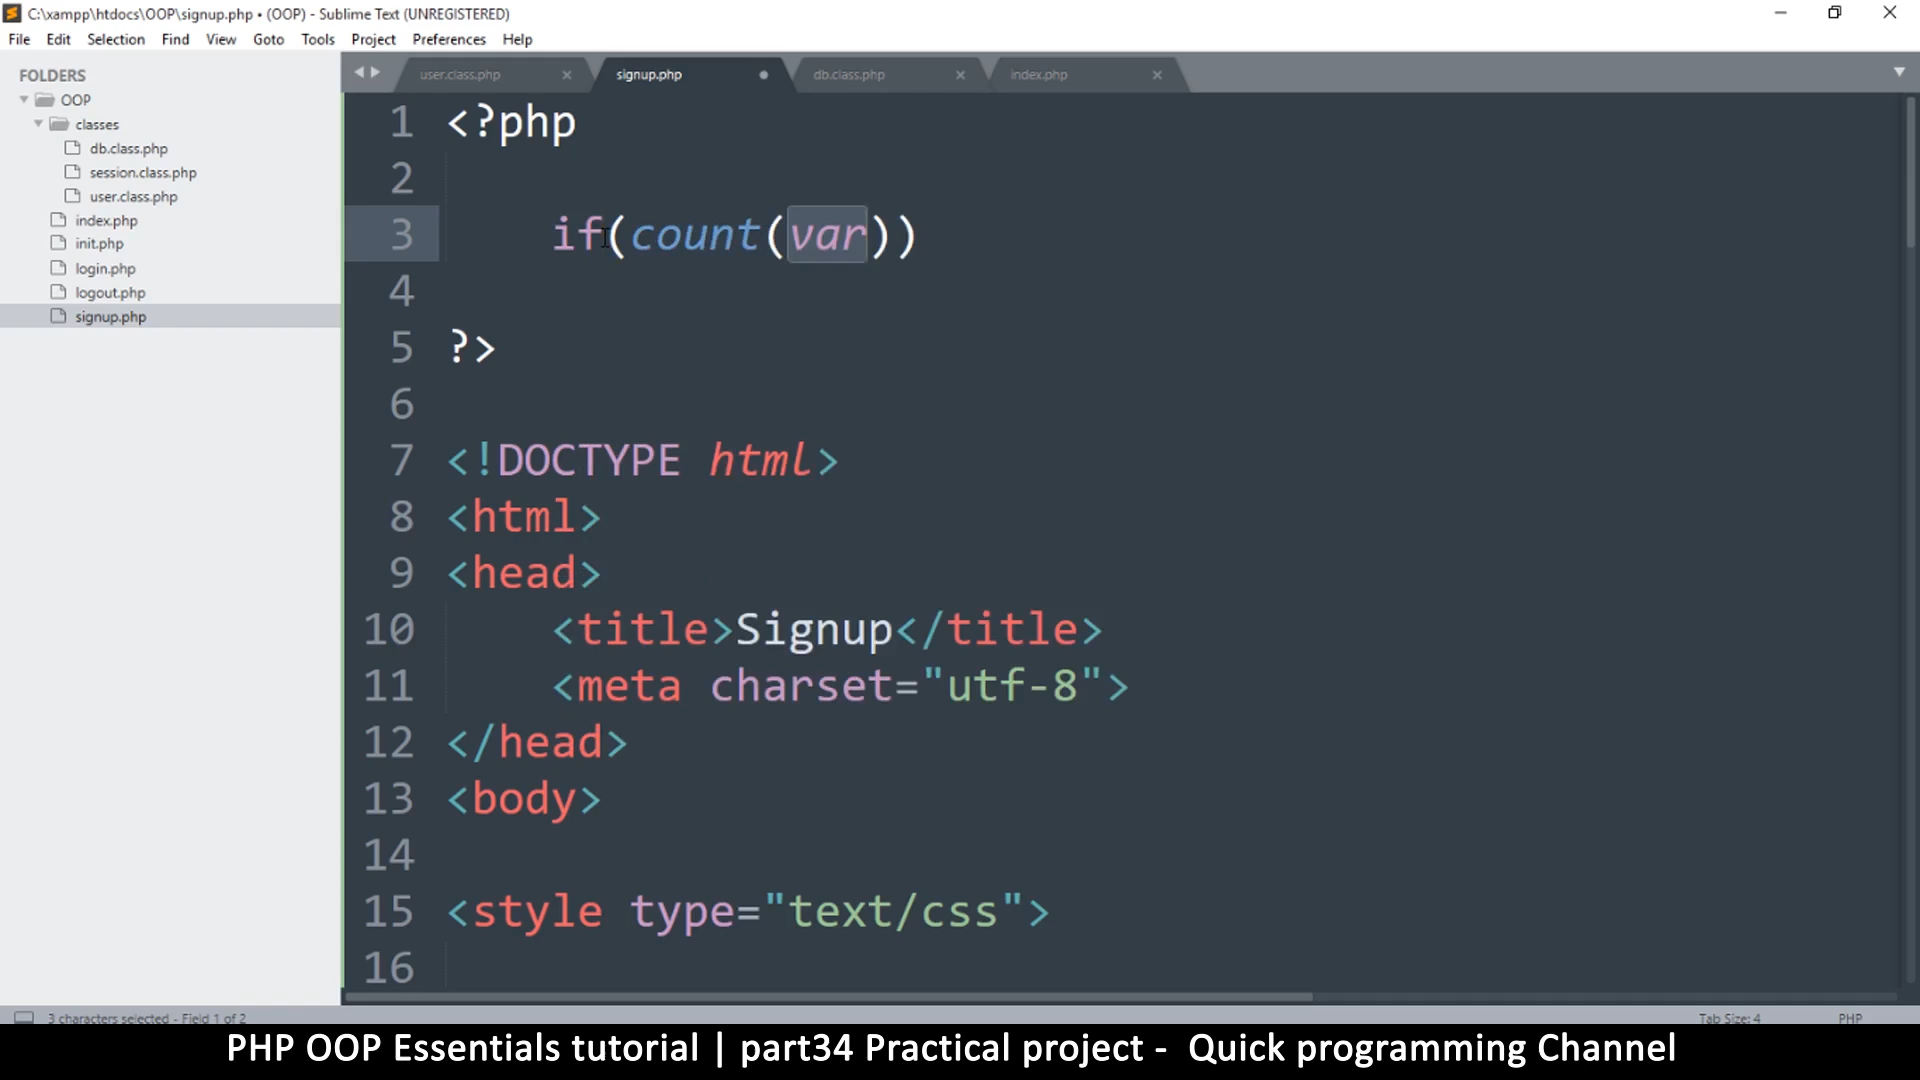 C:\xampp\htdocs\OOP\signup.php • (OOP) - Sublime Text (UNREGISTERED)
File Edit Selection Find View Goto Tools Project Preferences Help
FOLDERS
OOP
classes
db.class.php
session.class.php
user.class.php
index.php
init.php
login.php
logout.php
signup.php
user.class.php signup.php db.class.php index.php
1 <?php
2
3 if(count(var))
4
5 ?>
6
7 <!DOCTYPE html>
8 <html>
9 <head>
10 <title>Signup</title>
11 <meta charset="utf-8">
12 </head>
13 <body>
14
15 <style type="text/css">
16
3 characters selected - Field 1 of 2 Tab Size: 4 PHP
PHP OOP Essentials tutorial | part34 Practical project - Quick programming Channel